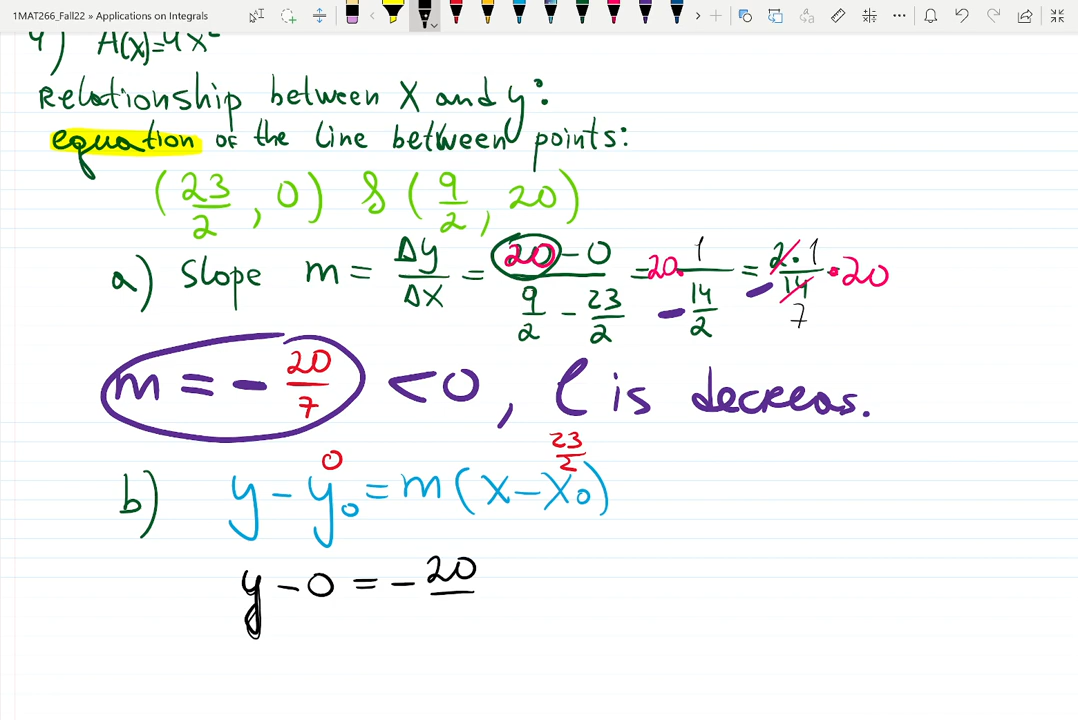 1MAT266_Fall22 » Applications on Integrals
4) A(x)=4x²
Relationship between X and y:
equation of the line between points:
(23/2, 0) & (9/2, 20)
a) Slope m = Δy/Δx = (20-0)/(9/2 - 23/2) = 20 · 1/(-14/2) = - (2·1)/14 · 20
7
m = - 20/7 < 0, l is decreas.
0 23/2
b) y - y₀ = m(x - x₀)
y - 0 = - 20